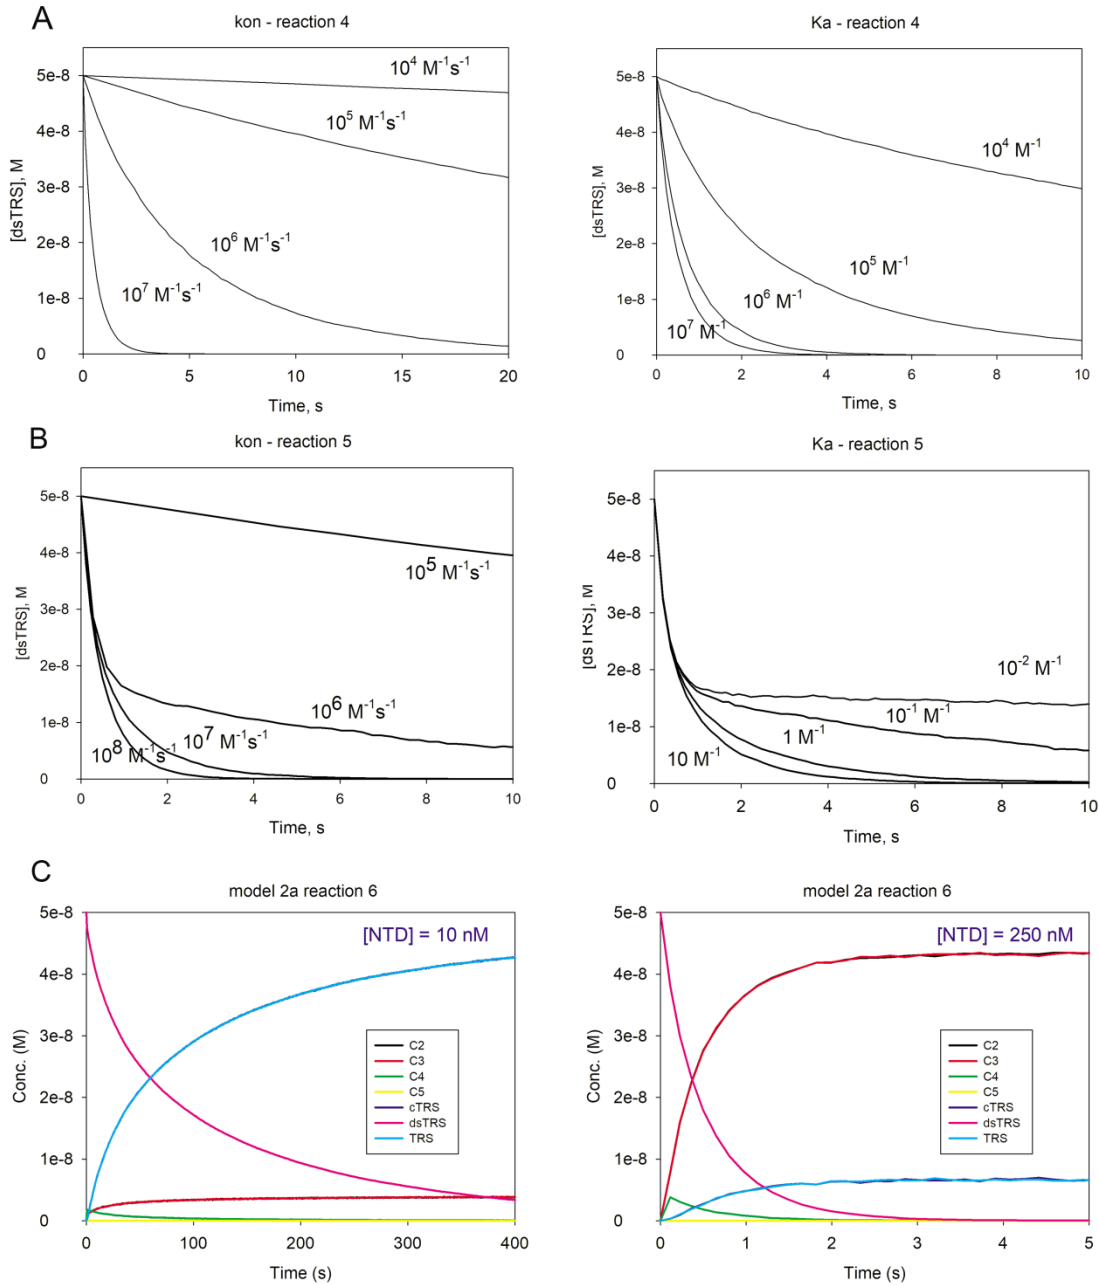 A
kon - reaction 4
5e-8
4e-8
3e-8
2e-8
1e-8
0
[dsTRS], M
10⁴ M⁻¹s⁻¹
10⁵ M⁻¹s⁻¹
10⁶ M⁻¹s⁻¹
10⁷ M⁻¹s⁻¹
0 5 10 15 20
Time, s
Ka - reaction 4
5e-8
4e-8
3e-8
2e-8
1e-8
0
[dsTRS], M
10⁴ M⁻¹
10⁵ M⁻¹
10⁶ M⁻¹
10⁷ M⁻¹
0 2 4 6 8 10
Time, s
B
kon - reaction 5
5e-8
4e-8
3e-8
2e-8
1e-8
0
[dsTRS], M
10⁵ M⁻¹s⁻¹
10⁶ M⁻¹s⁻¹
10⁷ M⁻¹s⁻¹
10⁸ M⁻¹s⁻¹
0 2 4 6 8 10
Time, s
Ka - reaction 5
5e-8
4e-8
3e-8
2e-8
1e-8
0
[dsTRS], M
10⁻² M⁻¹
10⁻¹ M⁻¹
1 M⁻¹
10 M⁻¹
0 2 4 6 8 10
Time, s
C
model 2a reaction 6
5e-8
4e-8
3e-8
2e-8
1e-8
0
Conc. (M)
[NTD] = 10 nM
C2
C3
C4
C5
cTRS
dsTRS
TRS
0 100 200 300 400
Time (s)
model 2a reaction 6
5e-8
4e-8
3e-8
2e-8
1e-8
0
Conc. (M)
[NTD] = 250 nM
C2
C3
C4
C5
cTRS
dsTRS
TRS
0 1 2 3 4 5
Time (s)